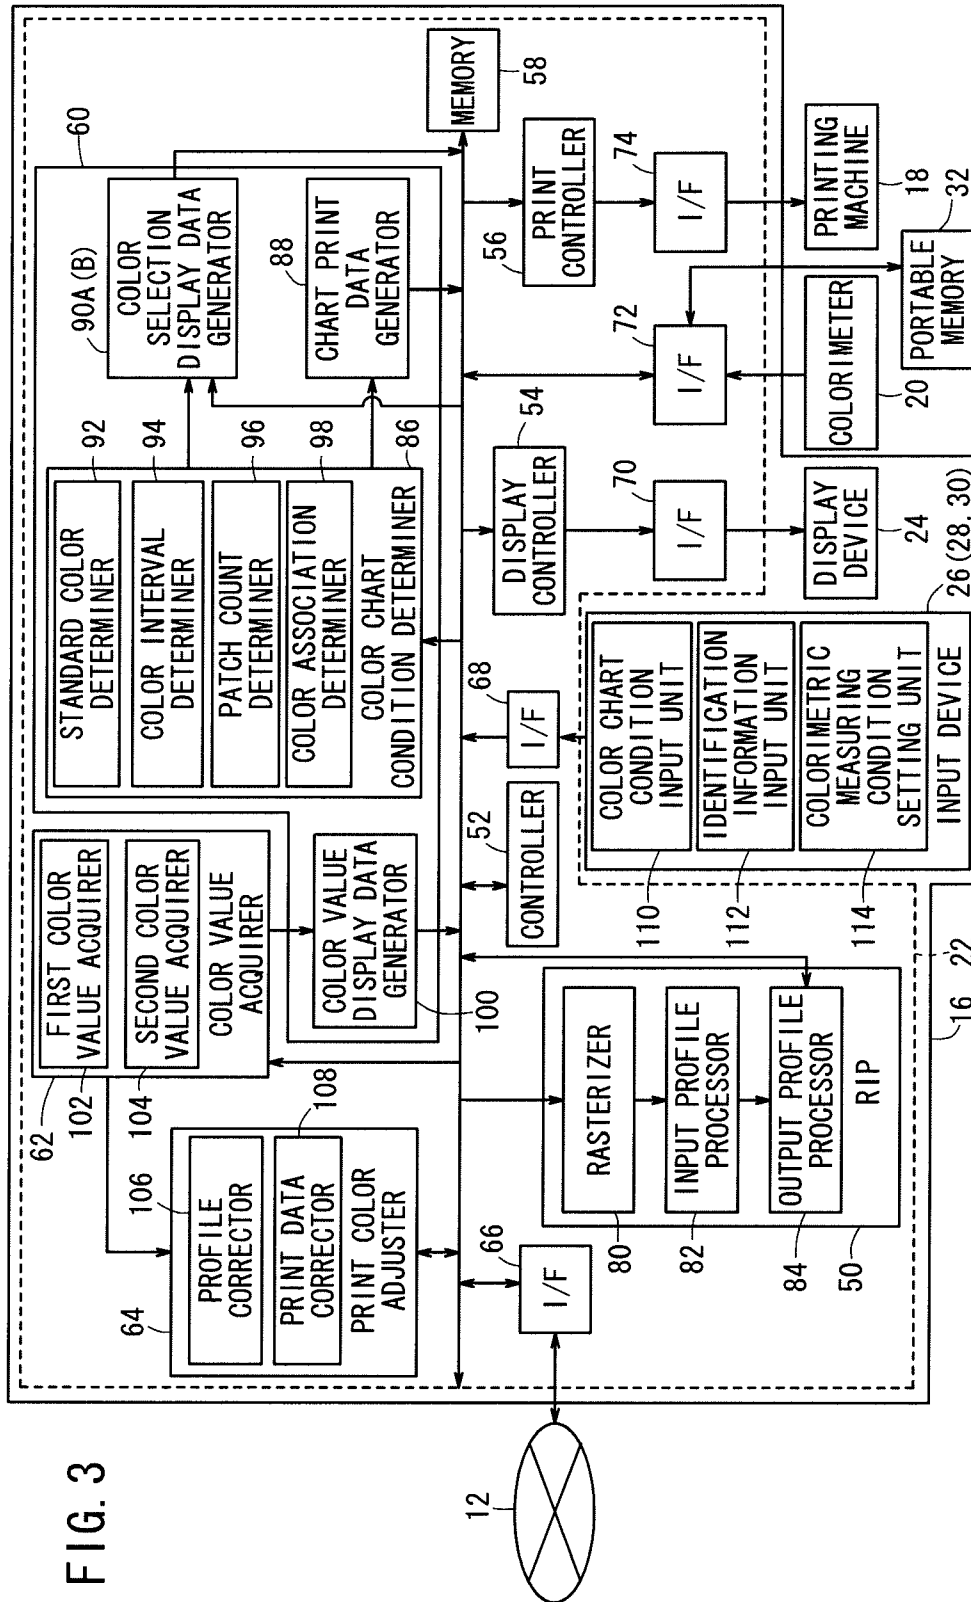 FIG. 3
12
64
106
PROFILE
CORRECTOR
PRINT DATA
CORRECTOR
108
PRINT COLOR
ADJUSTER
62
FIRST COLOR
VALUE ACQUIRER
102
SECOND COLOR
VALUE ACQUIRER
104
COLOR VALUE
ACQUIRER
COLOR VALUE
DISPLAY DATA
GENERATOR
100
60
STANDARD COLOR
DETERMINER
92
COLOR INTERVAL
DETERMINER
94
PATCH COUNT
DETERMINER
96
COLOR ASSOCIATION
DETERMINER
98
COLOR CHART
CONDITION DETERMINER
86
90A(B)
COLOR
SELECTION
DISPLAY DATA
GENERATOR
88
CHART PRINT
DATA
GENERATOR
MEMORY
58
66
I/F
CONTROLLER
52
I/F
68
DISPLAY
CONTROLLER
54
PRINT
CONTROLLER
56
RASTERIZER
80
INPUT PROFILE
PROCESSOR
82
OUTPUT PROFILE
PROCESSOR
84
RIP
50
I/F
70
I/F
72
I/F
74
COLOR CHART
CONDITION
INPUT UNIT
110
IDENTIFICATION
INFORMATION
INPUT UNIT
112
COLORIMETRIC
MEASURING
CONDITION
SETTING UNIT
114
INPUT DEVICE
26(28, 30)
DISPLAY
DEVICE
24
COLORIMETER
20
PRINTING
MACHINE
18
PORTABLE
MEMORY
32
22
16